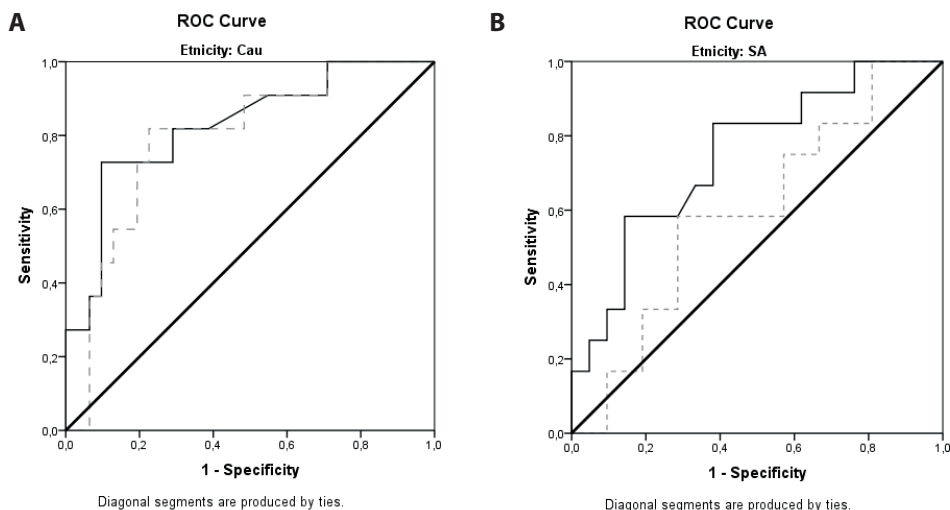 A
ROC Curve
Etnicity: Cau
1,0
0,8
0,6
0,4
0,2
0,0
Sensitivity
0,0 0,2 0,4 0,6 0,8 1,0
1 - Specificity
Diagonal segments are produced by ties.
B
ROC Curve
Etnicity: SA
1,0
0,8
0,6
0,4
0,2
0,0
Sensitivity
0,0 0,2 0,4 0,6 0,8 1,0
1 - Specificity
Diagonal segments are produced by ties.